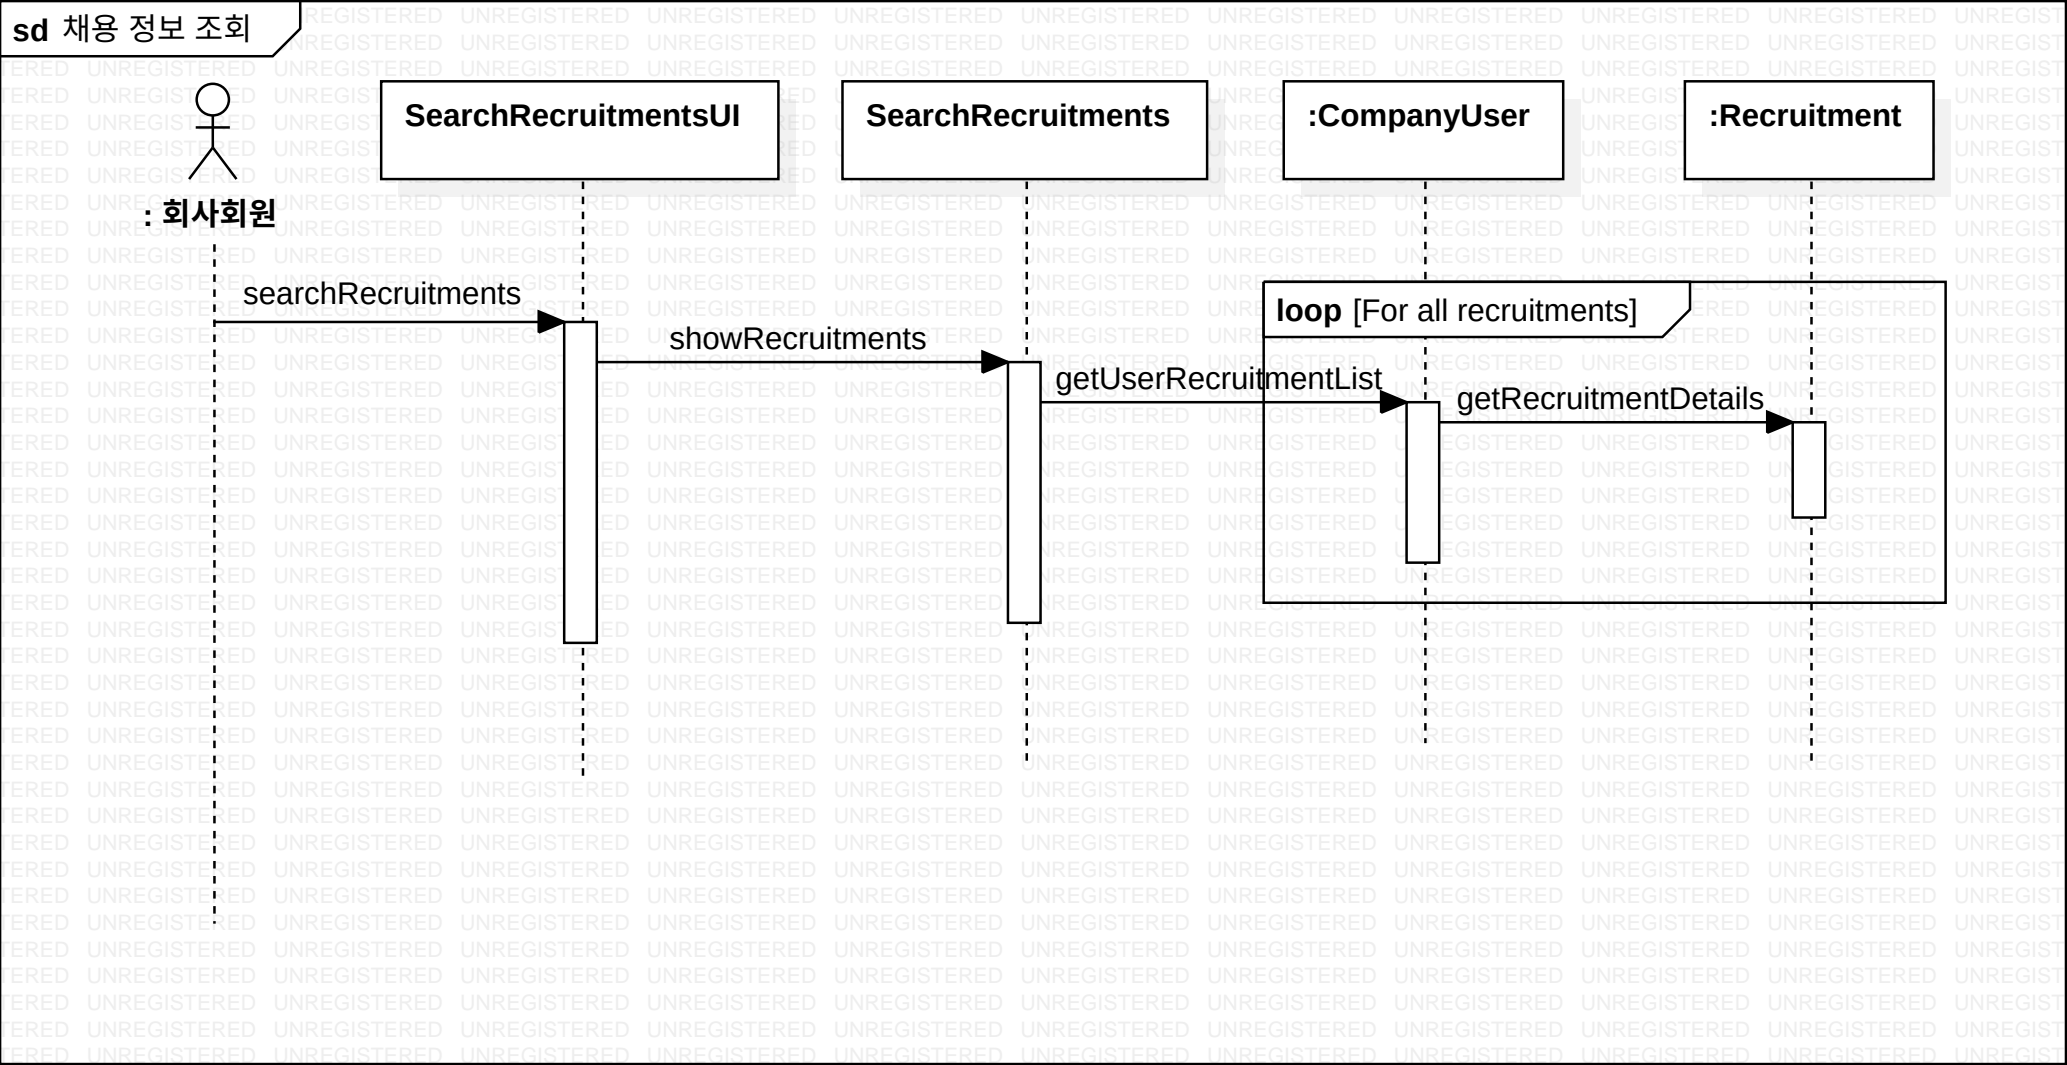 sd 채용 정보 조회
SearchRecruitmentsUI
SearchRecruitments
:CompanyUser
:Recruitment
: 회사회원
searchRecruitments
loop [For all recruitments]
showRecruitments
getUserRecruitmentList
getRecruitmentDetails
UNREGISTERED